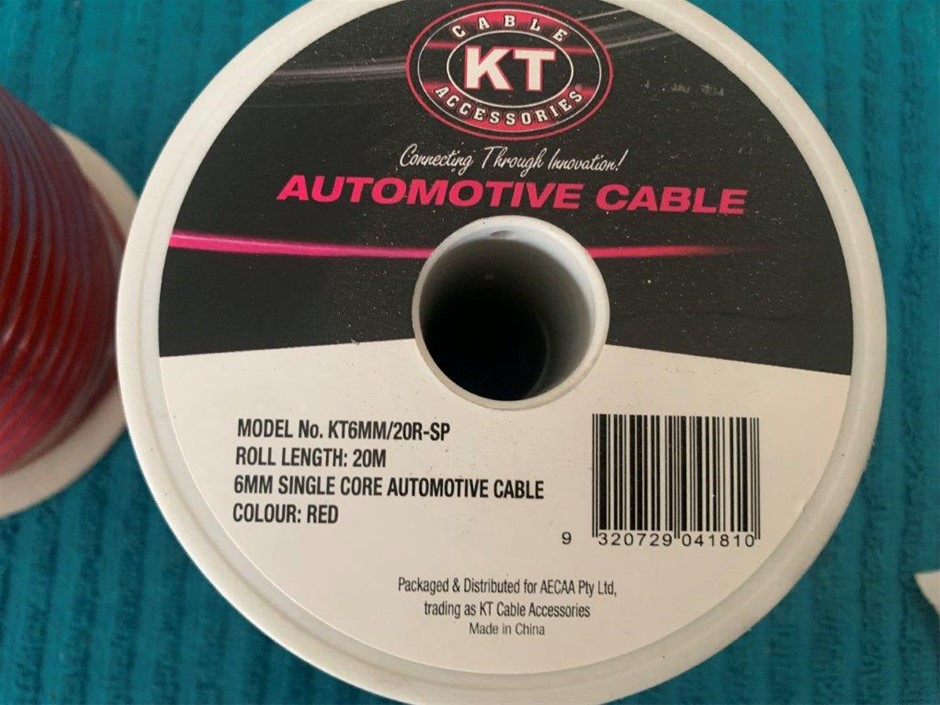 CABLE
KT
ACCESSORIES®
Connecting Through Innovation!
AUTOMOTIVE CABLE
MODEL No. KT6MM/20R-SP
ROLL LENGTH: 20M
6MM SINGLE CORE AUTOMOTIVE CABLE
COLOUR: RED
9 320729 041810
Packaged & Distributed for AECAA Pty Ltd,
trading as KT Cable Accessories
Made in China